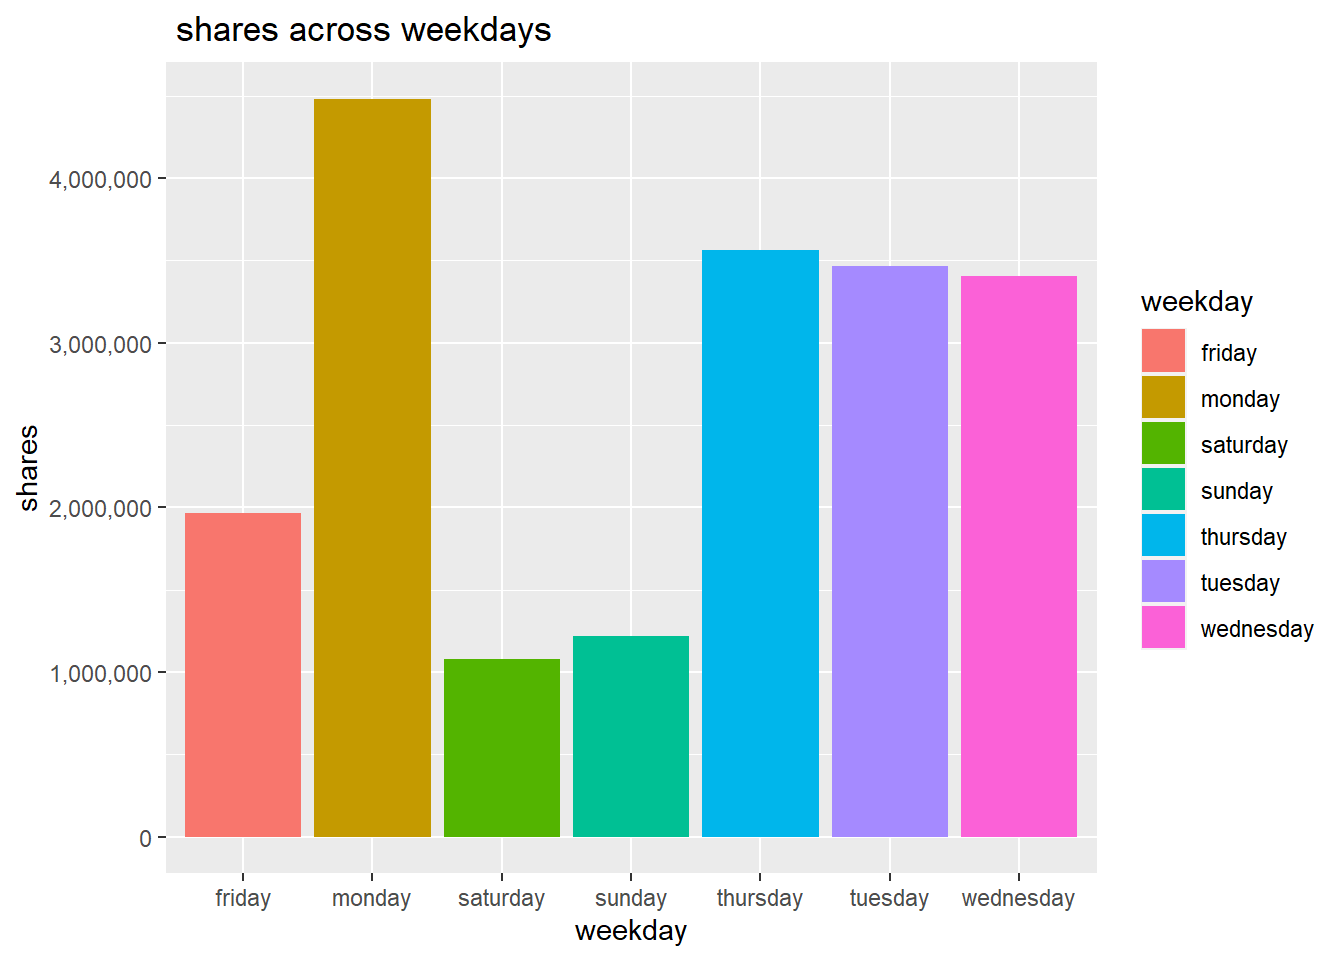 shares across weekdays
shares
4,000,000
3,000,000
2,000,000
1,000,000
0
friday monday saturday sunday thursday tuesday wednesday
weekday
weekday
friday
monday
saturday
sunday
thursday
tuesday
wednesday